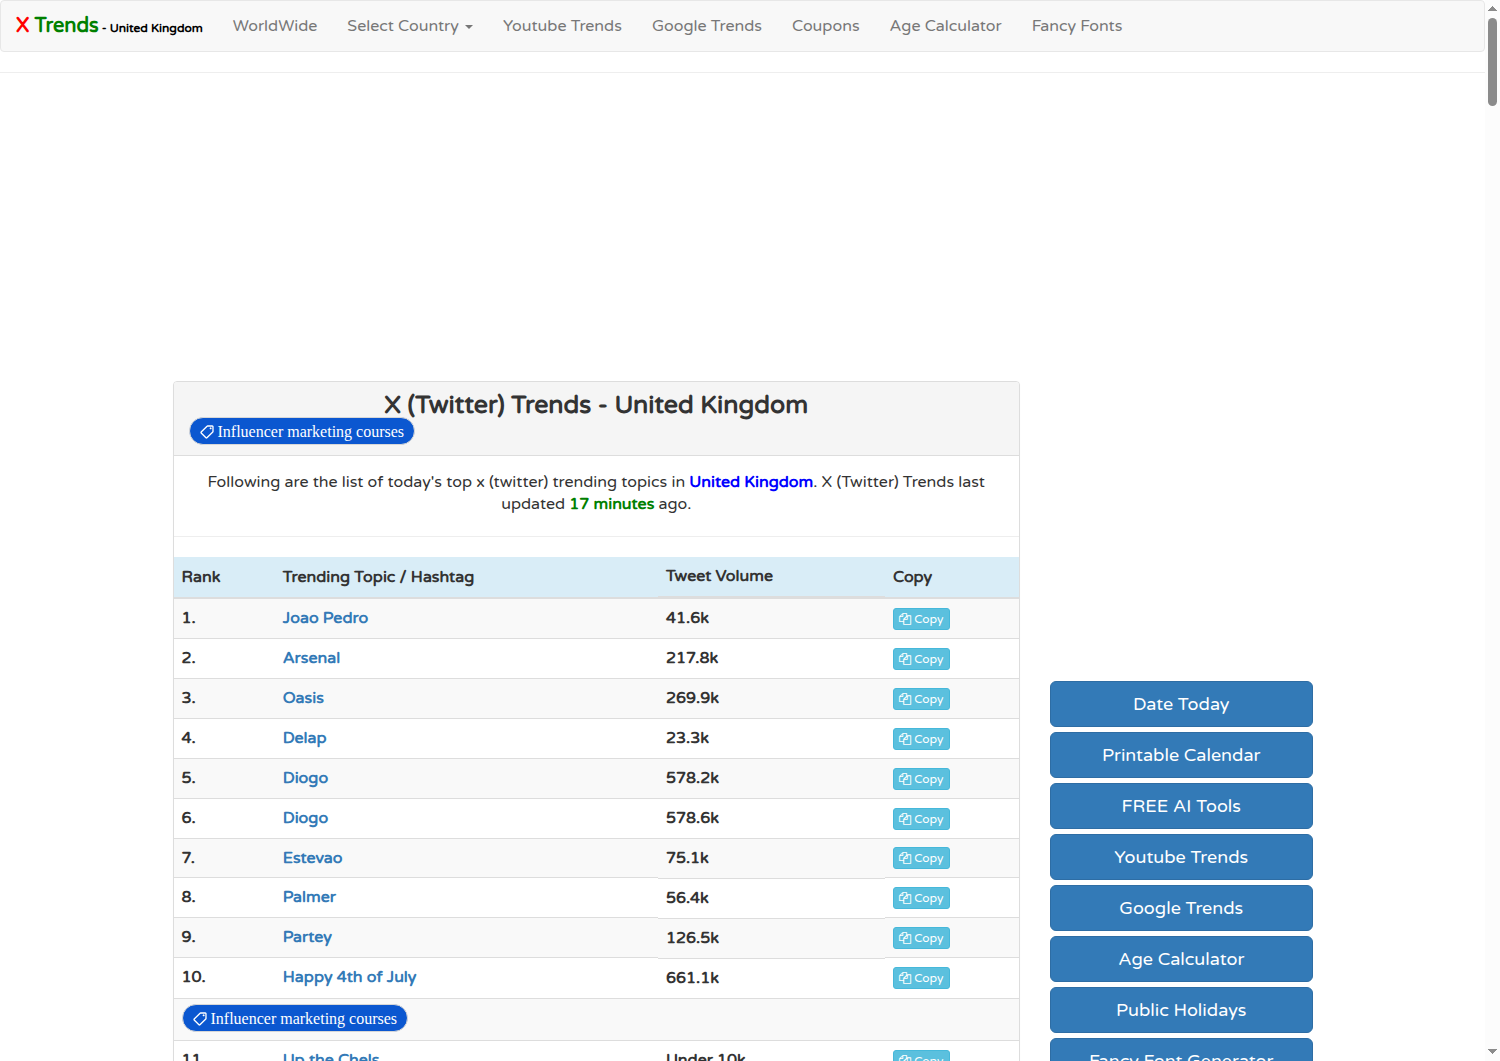 X Trends - United Kingdom WorldWide Select Country Youtube Trends Google Trends Coupons Age Calculator Fancy Fonts
X (Twitter) Trends - United Kingdom
Influencer marketing courses
Following are the list of today's top x (twitter) trending topics in United Kingdom. X (Twitter) Trends last
updated 17 minutes ago.
Rank Trending Topic / Hashtag Tweet Volume Copy
1. Joao Pedro 41.6k Copy
2. Arsenal 217.8k Copy
3. Oasis 269.9k Copy
4. Delap 23.3k Copy
5. Diogo 578.2k Copy
6. Diogo 578.6k Copy
7. Estevao 75.1k Copy
8. Palmer 56.4k Copy
9. Partey 126.5k Copy
10. Happy 4th of July 661.1k Copy
Influencer marketing courses
11. Up the Chels Under 10k Copy
Date Today
Printable Calendar
FREE AI Tools
Youtube Trends
Google Trends
Age Calculator
Public Holidays
Fancy Font Generator